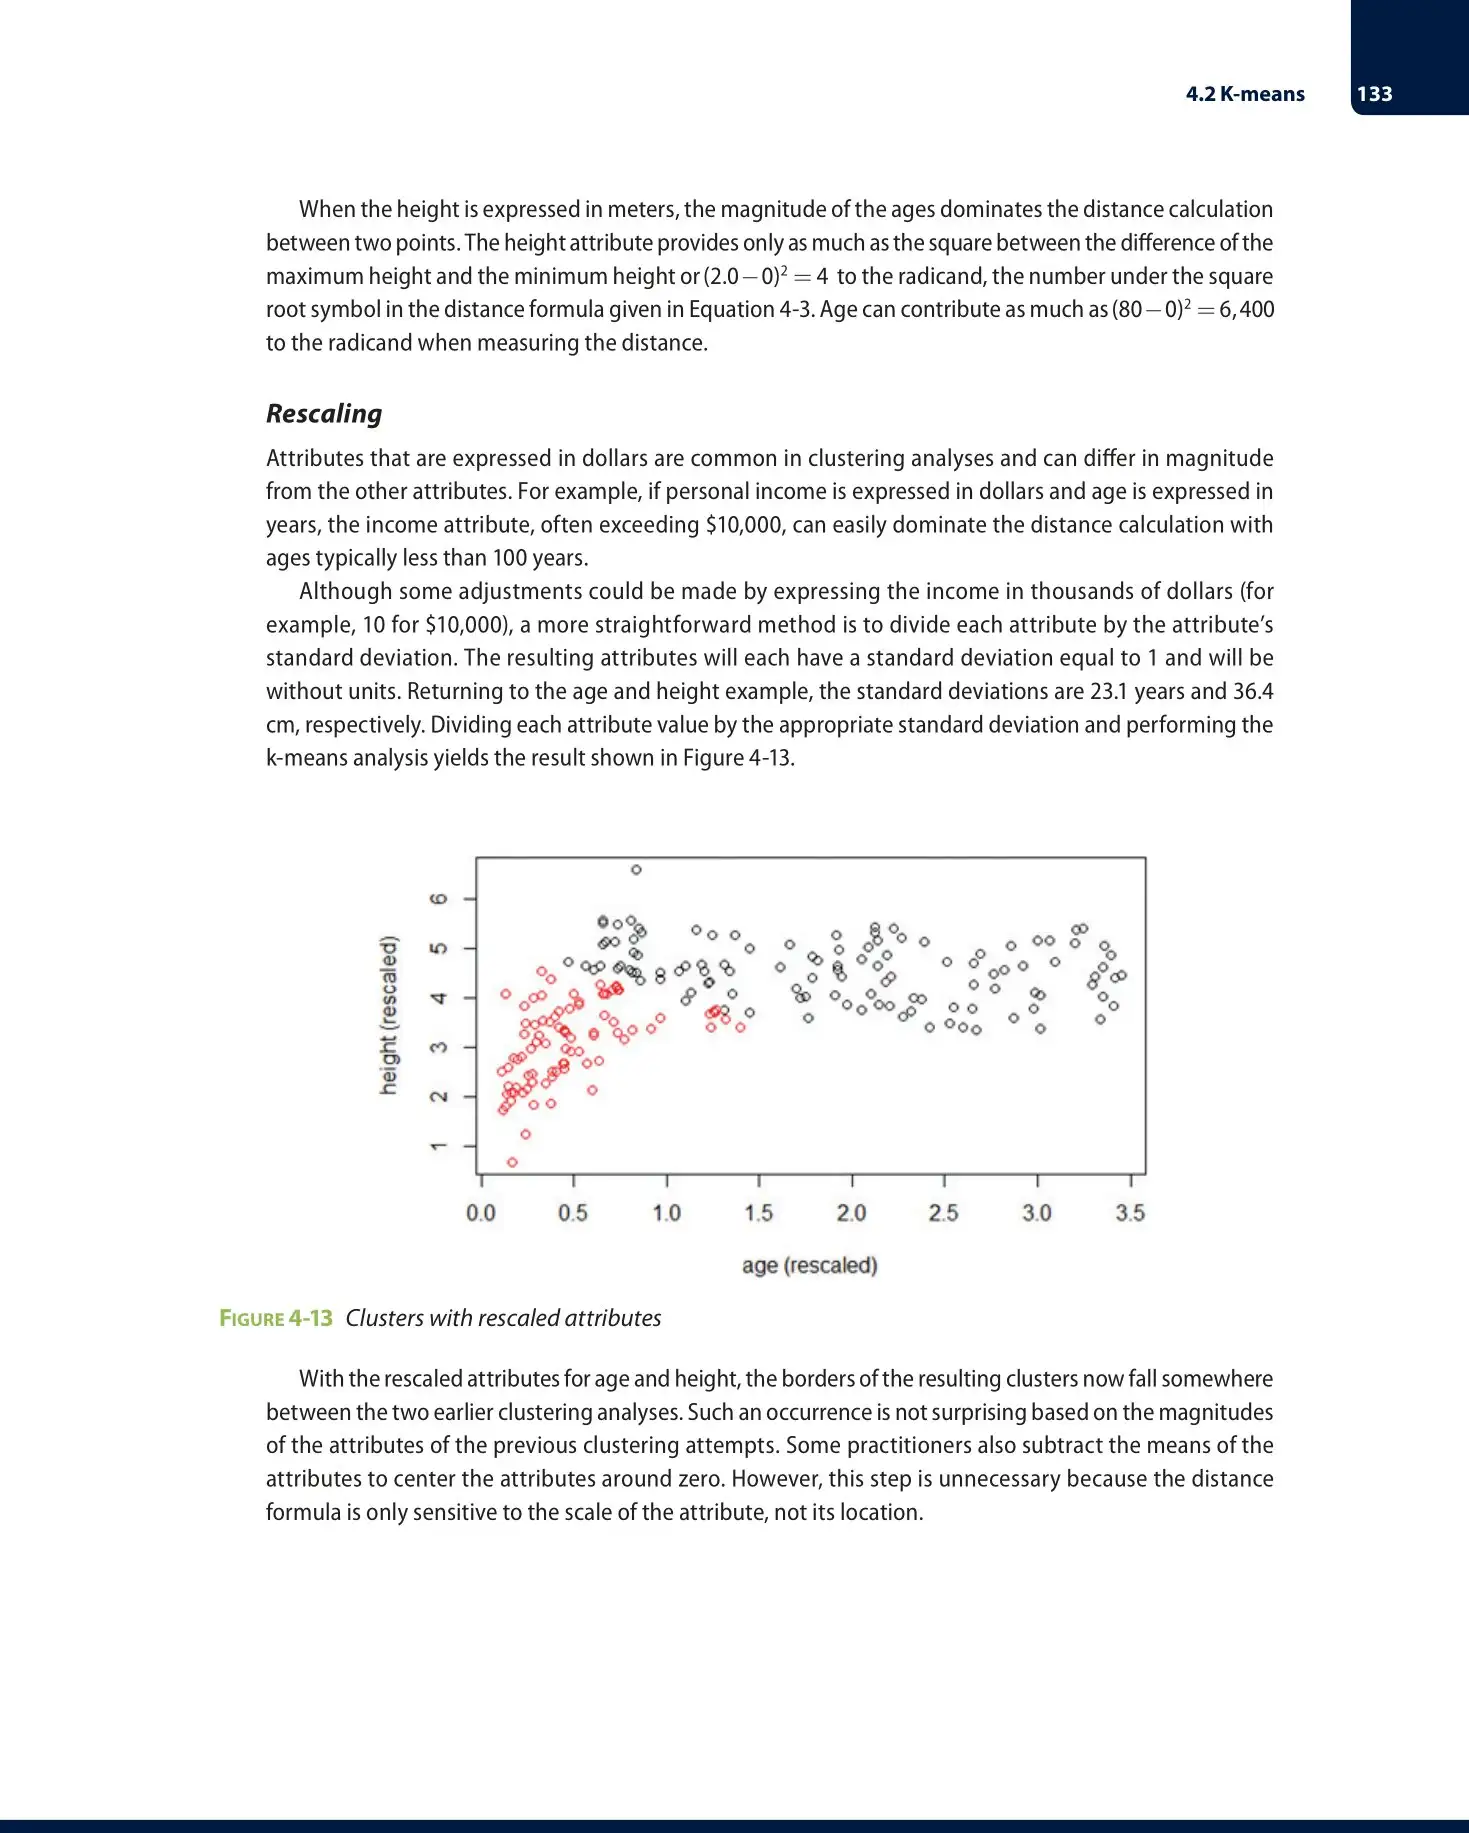 4.2 K-means 133
When the height is expressed in meters, the magnitude of the ages dominates the distance calculation
between two points. The height attribute provides only as much as the square between the difference of the
maximum height and the minimum height or (2.0 – 0)² = 4 to the radicand, the number under the square
root symbol in the distance formula given in Equation 4-3. Age can contribute as much as (80 – 0)² = 6,400
to the radicand when measuring the distance.
Rescaling
Attributes that are expressed in dollars are common in clustering analyses and can differ in magnitude
from the other attributes. For example, if personal income is expressed in dollars and age is expressed in
years, the income attribute, often exceeding $10,000, can easily dominate the distance calculation with
ages typically less than 100 years.
Although some adjustments could be made by expressing the income in thousands of dollars (for
example, 10 for $10,000), a more straightforward method is to divide each attribute by the attribute’s
standard deviation. The resulting attributes will each have a standard deviation equal to 1 and will be
without units. Returning to the age and height example, the standard deviations are 23.1 years and 36.4
cm, respectively. Dividing each attribute value by the appropriate standard deviation and performing the
k-means analysis yields the result shown in Figure 4-13.
height (rescaled)
6
5
4
3
2
1
0.0 0.5 1.0 1.5 2.0 2.5 3.0 3.5
age (rescaled)
FIGURE 4-13 Clusters with rescaled attributes
With the rescaled attributes for age and height, the borders of the resulting clusters now fall somewhere
between the two earlier clustering analyses. Such an occurrence is not surprising based on the magnitudes
of the attributes of the previous clustering attempts. Some practitioners also subtract the means of the
attributes to center the attributes around zero. However, this step is unnecessary because the distance
formula is only sensitive to the scale of the attribute, not its location.